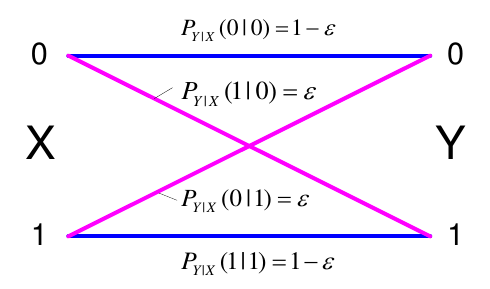 P_{Y|X}(0|0) = 1 − ε
0 0
P_{Y|X}(1|0) = ε
X Y
P_{Y|X}(0|1) = ε
1 1
P_{Y|X}(1|1) = 1 − ε